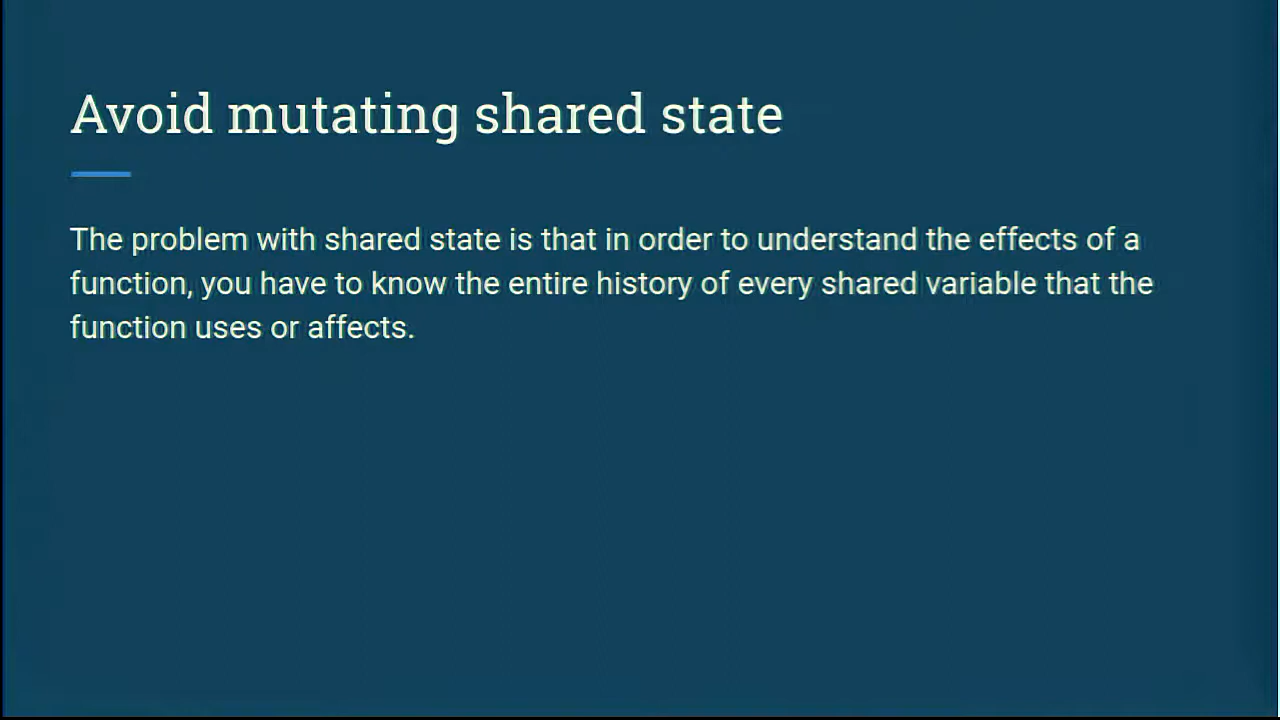 Avoid mutating shared state
The problem with shared state is that in order to understand the effects of a
function, you have to know the entire history of every shared variable that the
function uses or affects.